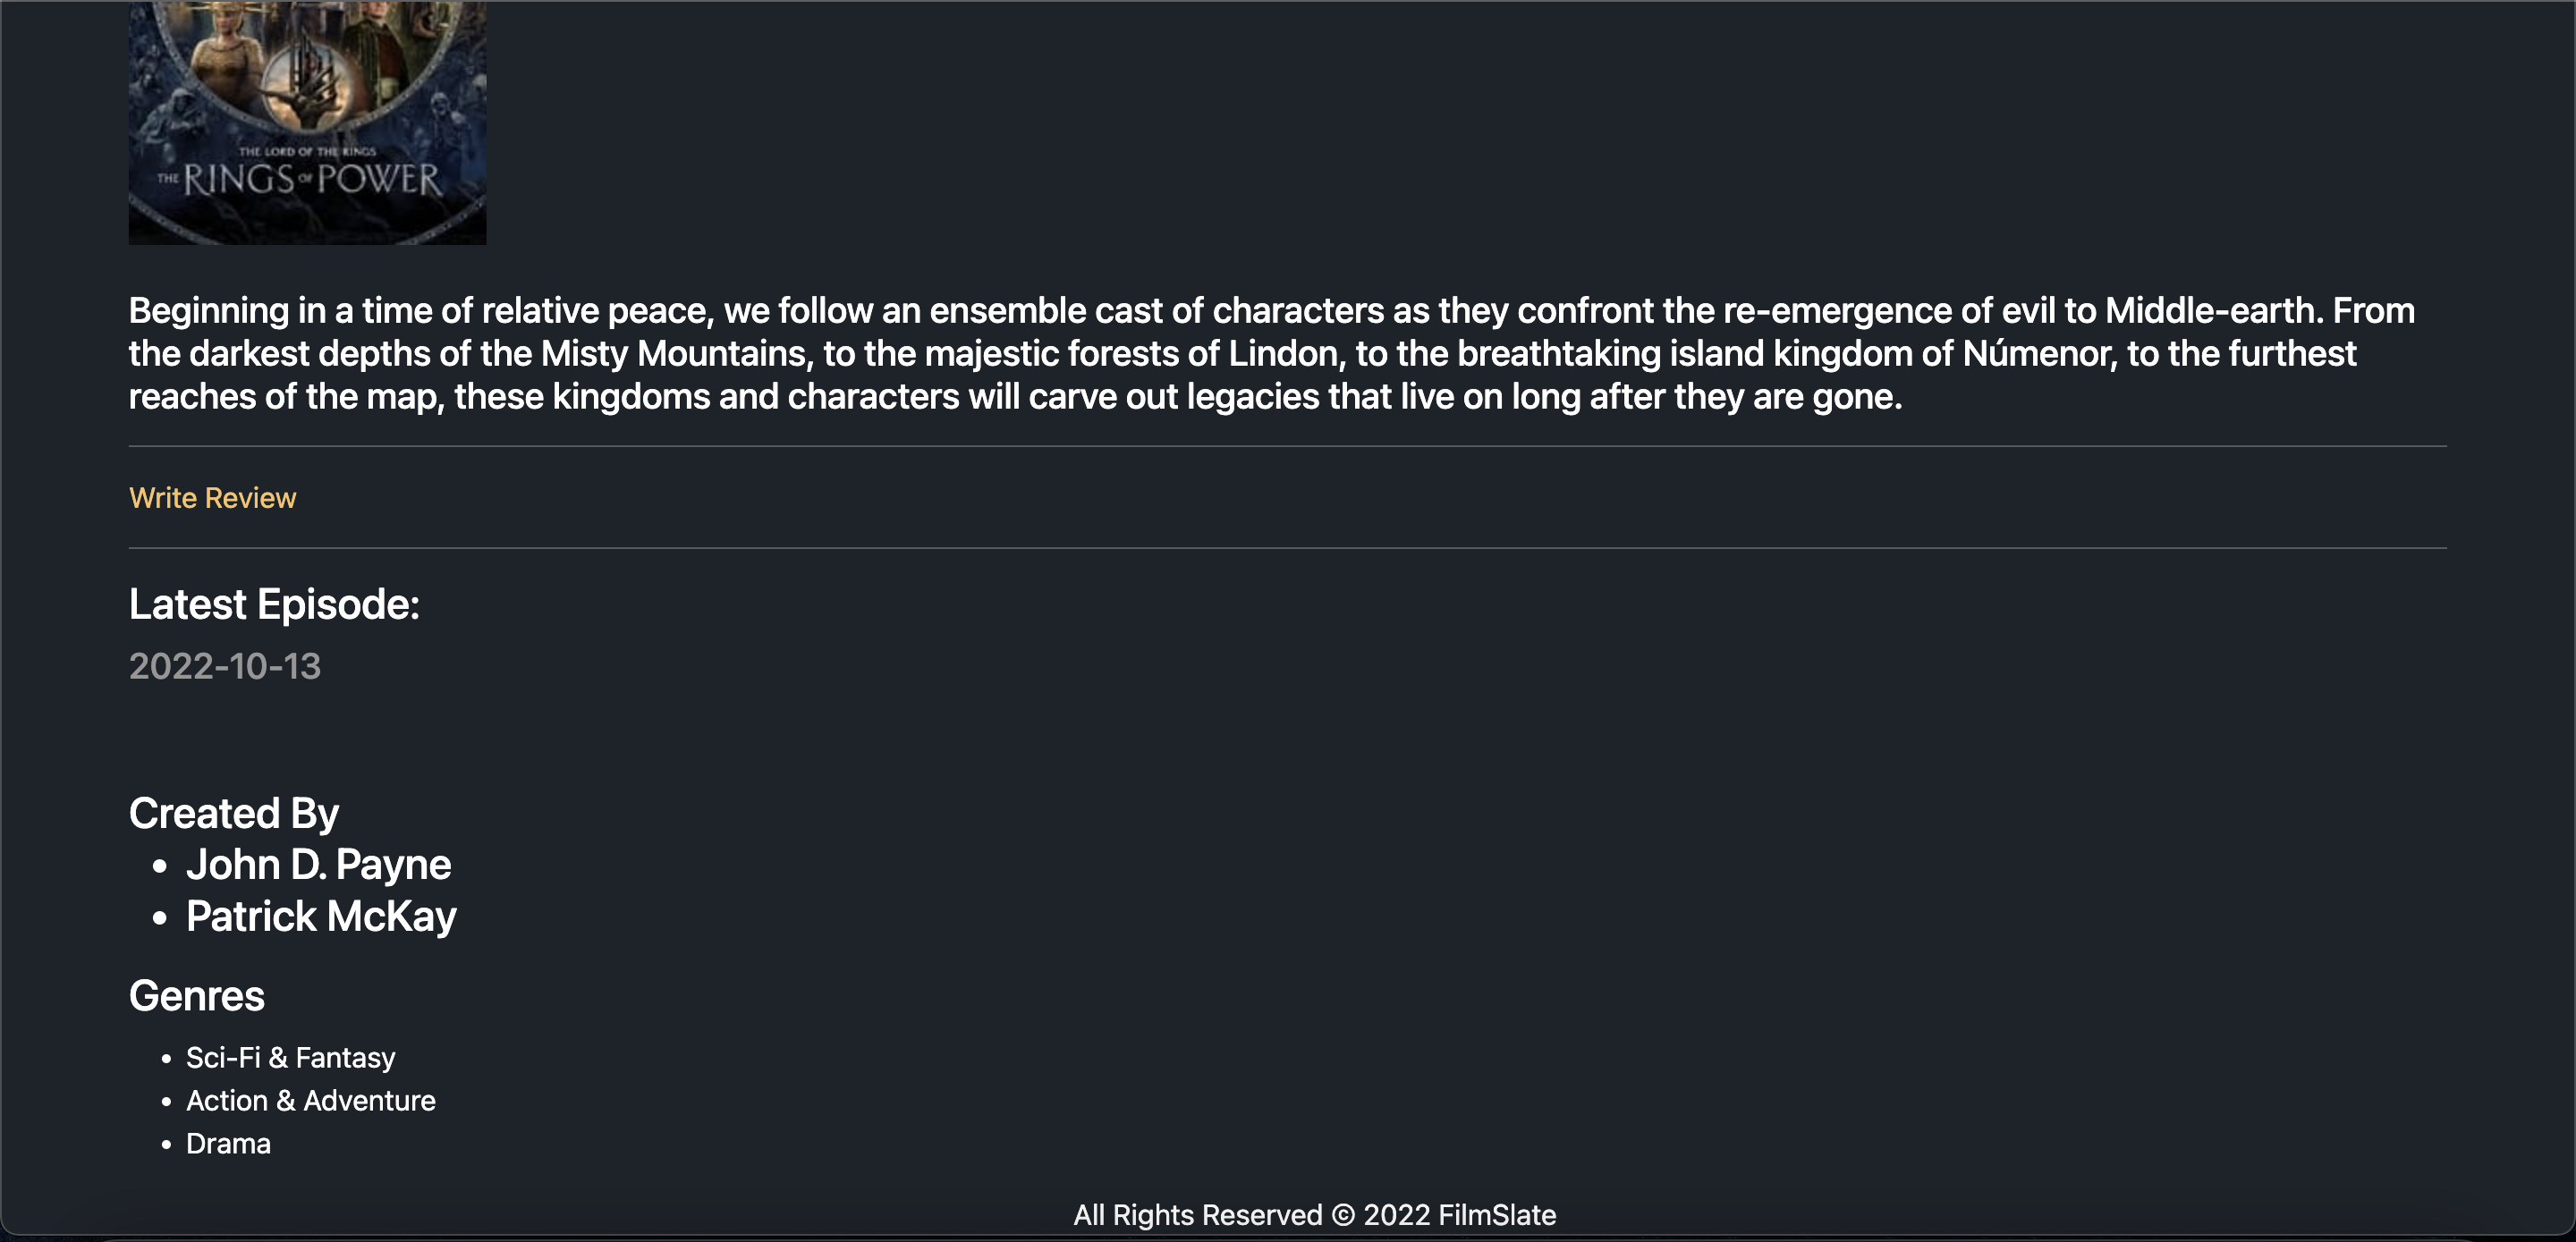 THE LORD OF THE RINGS
THE RINGS OF POWER
Beginning in a time of relative peace, we follow an ensemble cast of characters as they confront the re-emergence of evil to Middle-earth. From
the darkest depths of the Misty Mountains, to the majestic forests of Lindon, to the breathtaking island kingdom of Númenor, to the furthest
reaches of the map, these kingdoms and characters will carve out legacies that live on long after they are gone.
Write Review
Latest Episode:
2022-10-13
Created By
• John D. Payne
• Patrick McKay
Genres
• Sci-Fi & Fantasy
• Action & Adventure
• Drama
All Rights Reserved © 2022 FilmSlate